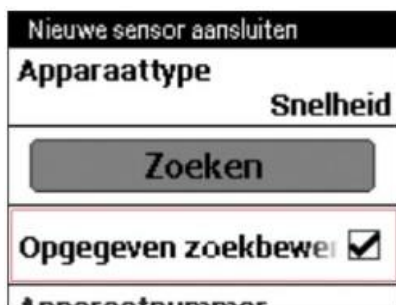 Nieuwe sensor aansluiten
Apparaattype
Snelheid
Zoeken
Opgegeven zoekbewer